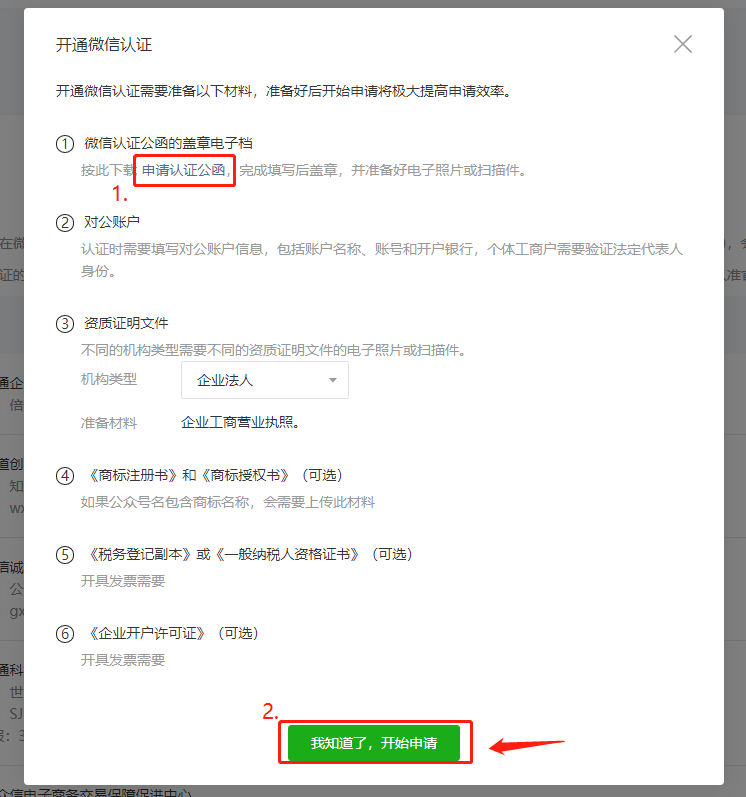 开通微信认证
开通微信认证需要准备以下材料，准备好后开始申请将极大提高申请效率。
① 微信认证公函的盖章电子档
按此下载 申请认证公函，完成填写后盖章，并准备好电子照片或扫描件。
1.
② 对公账户
认证时需要填写对公账户信息，包括账户名称、账号和开户银行，个体工商户需要验证法定代表人
身份。
③ 资质证明文件
不同的机构类型需要不同的资质证明文件的电子照片或扫描件。
机构类型 企业法人
准备材料 企业工商营业执照。
④ 《商标注册书》和《商标授权书》（可选）
如果公众号名包含商标名称，会需要上传此材料
⑤ 《税务登记副本》或《一般纳税人资格证书》（可选）
开具发票需要
⑥ 《企业开户许可证》（可选）
开具发票需要
2.
我知道了，开始申请